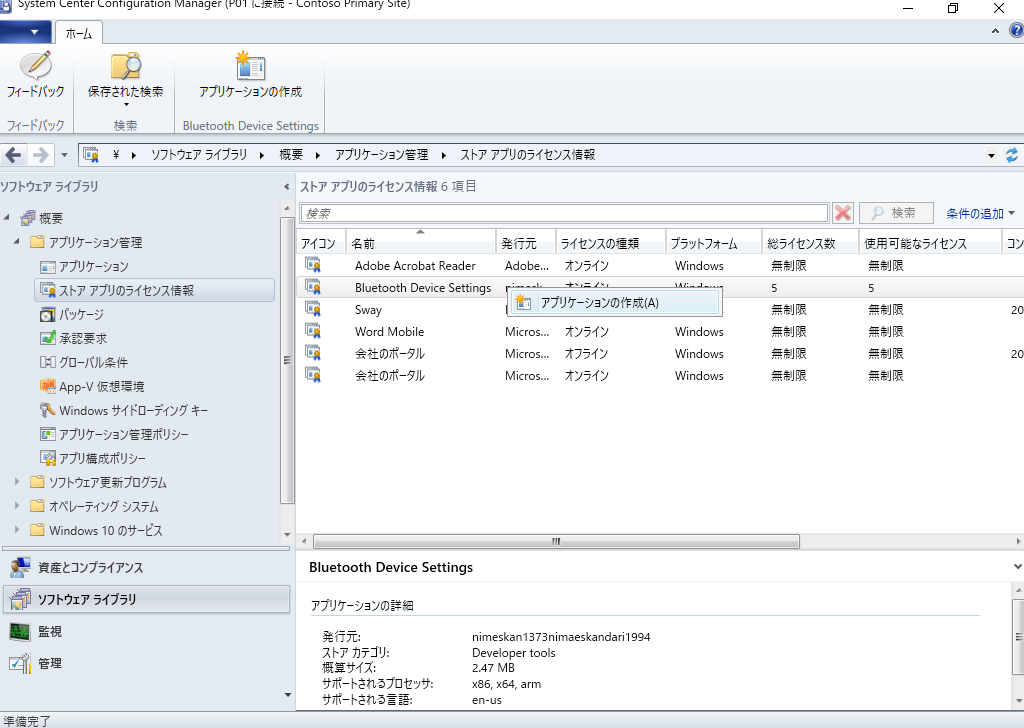 System Center Configuration Manager (P01 に接続 - Contoso Primary Site)
ホーム
フィードバック
保存された検索
アプリケーションの作成
フィードバック
検索
Bluetooth Device Settings
¥ ソフトウェア ライブラリ 概要 アプリケーション管理 ストア アプリのライセンス情報
ソフトウェア ライブラリ
概要
アプリケーション管理
アプリケーション
ストア アプリのライセンス情報
パッケージ
承認要求
グローバル条件
App-V 仮想環境
Windows サイドローディング キー
アプリケーション管理ポリシー
アプリ構成ポリシー
ソフトウェア更新プログラム
オペレーティング システム
Windows 10 のサービス
資産とコンプライアンス
ソフトウェア ライブラリ
監視
管理
ストア アプリのライセンス情報 6 項目
検索
検索
条件の追加
アイコン 名前 発行元 ライセンスの種類 プラットフォーム 総ライセンス数 使用可能なライセンス コン
Adobe Acrobat Reader Adobe... オンライン Windows 無制限 無制限
Bluetooth Device Settings 5 5
アプリケーションの作成(A)
Sway 無制限 無制限 20
Word Mobile Micros... オンライン Windows 無制限 無制限
会社のポータル Micros... オフライン Windows 無制限 無制限 20
会社のポータル Micros... オンライン Windows 無制限 無制限
Bluetooth Device Settings
アプリケーションの詳細
発行元: nimeskan1373nimaeskandari1994
ストア カテゴリ: Developer tools
概算サイズ: 2.47 MB
サポートされるプロセッサ: x86, x64, arm
サポートされる言語: en-us
準備完了